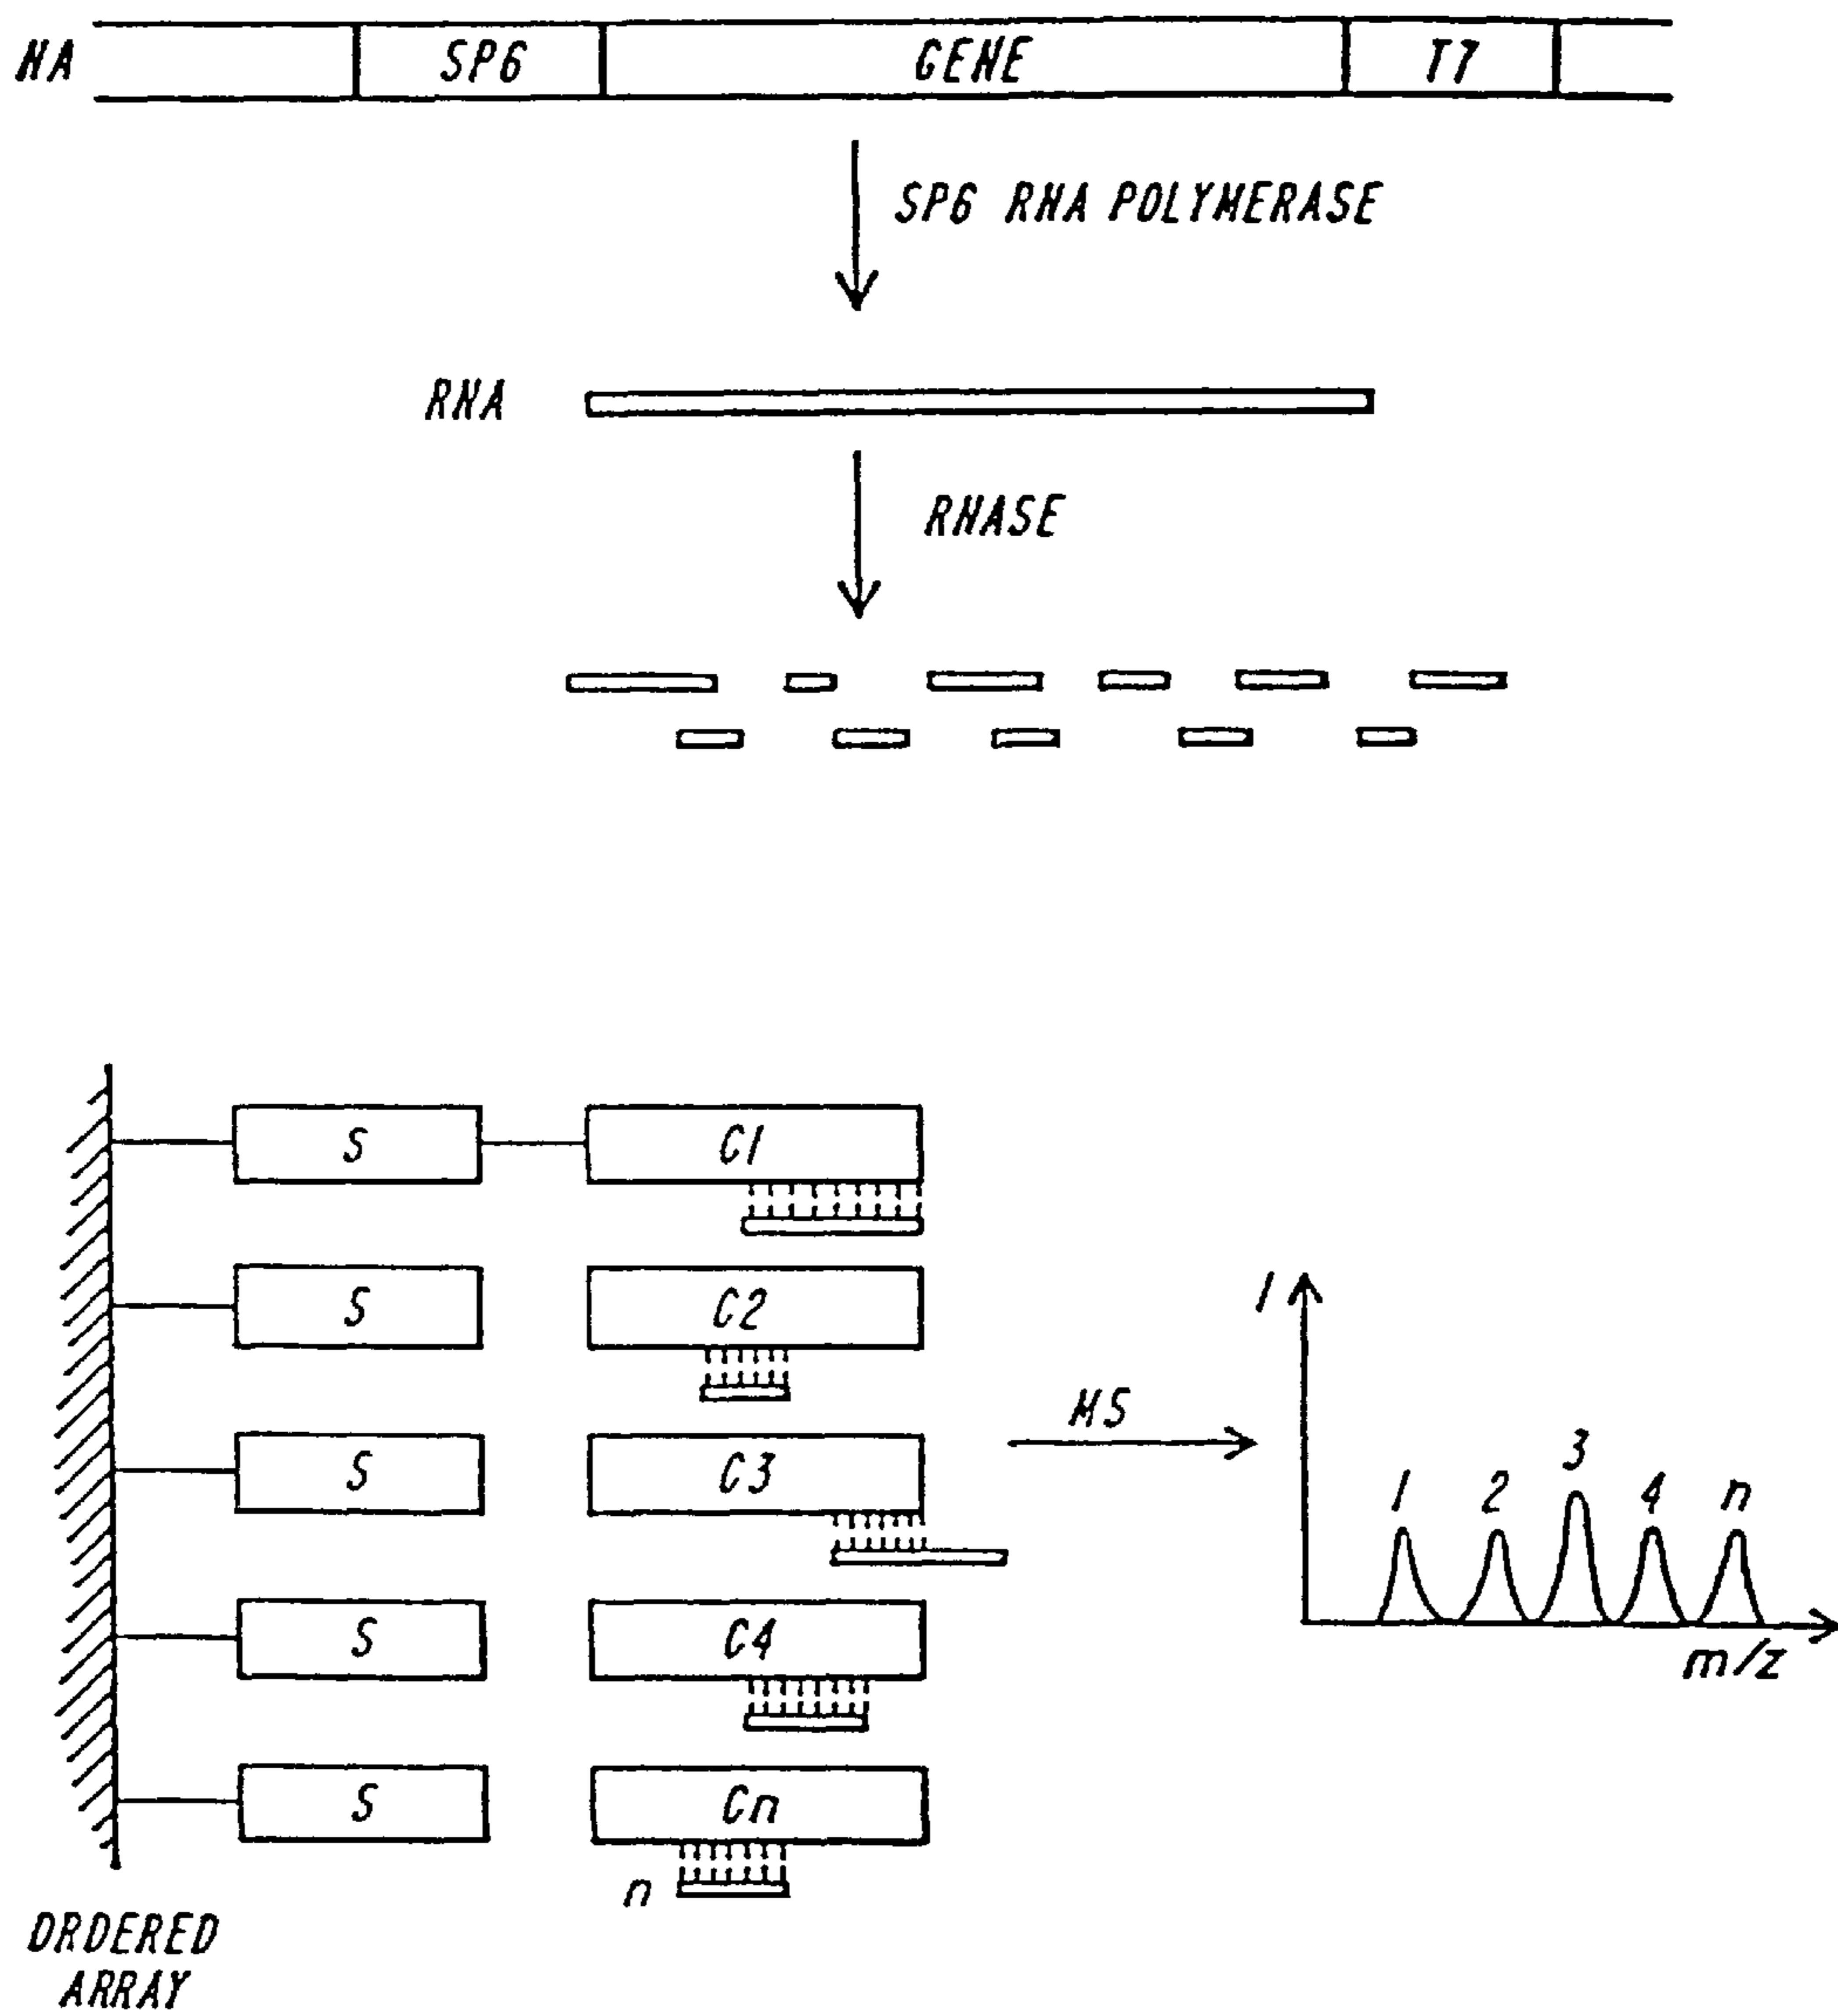 NA SP6 GENE T7
SP6 RNA POLYMERASE
RNA
RNASE
S C1
S C2
S C3
S C4
S Cn
n
ORDERED
ARRAY
MS
I
1 2 3 4 n
m/z